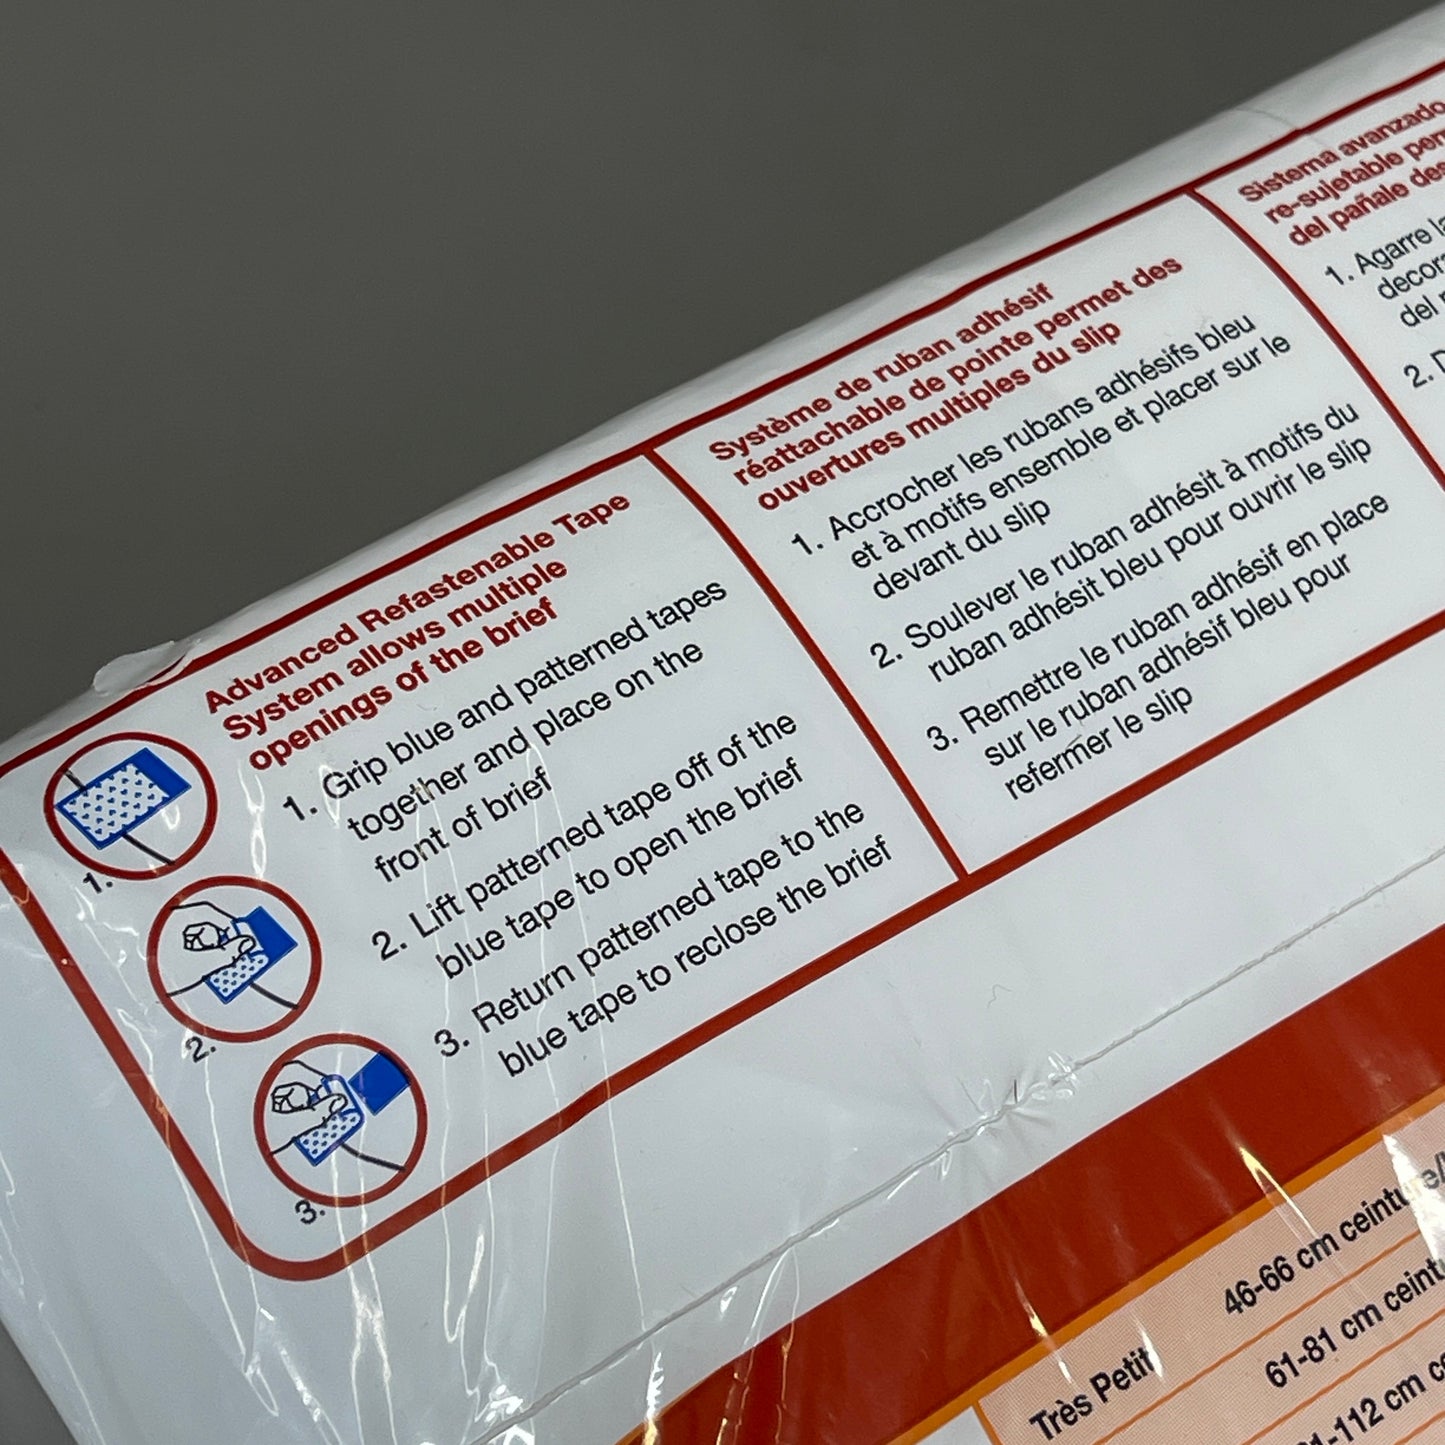 Advanced Refastenable Tape
System allows multiple
openings of the brief
1. Grip blue and patterned tapes
together and place on the
front of brief
2. Lift patterned tape off of the
blue tape to open the brief
3. Return patterned tape to the
blue tape to reclose the brief
1.
2.
3.
Système de ruban adhésif
réattachable de pointe permet des
ouvertures multiples du slip
1. Accrocher les rubans adhésifs bleu
et à motifs ensemble et placer sur le
devant du slip
2. Soulever le ruban adhésit à motifs du
ruban adhésit bleu pour ouvrir le slip
3. Remettre le ruban adhésif en place
sur le ruban adhésif bleu pour
refermer le slip
Sistema avanzado
re-sujetable
del pañale
1. Agarre
del
2.
Très Petit 46-66 cm ceinture/
61-81 cm
cm